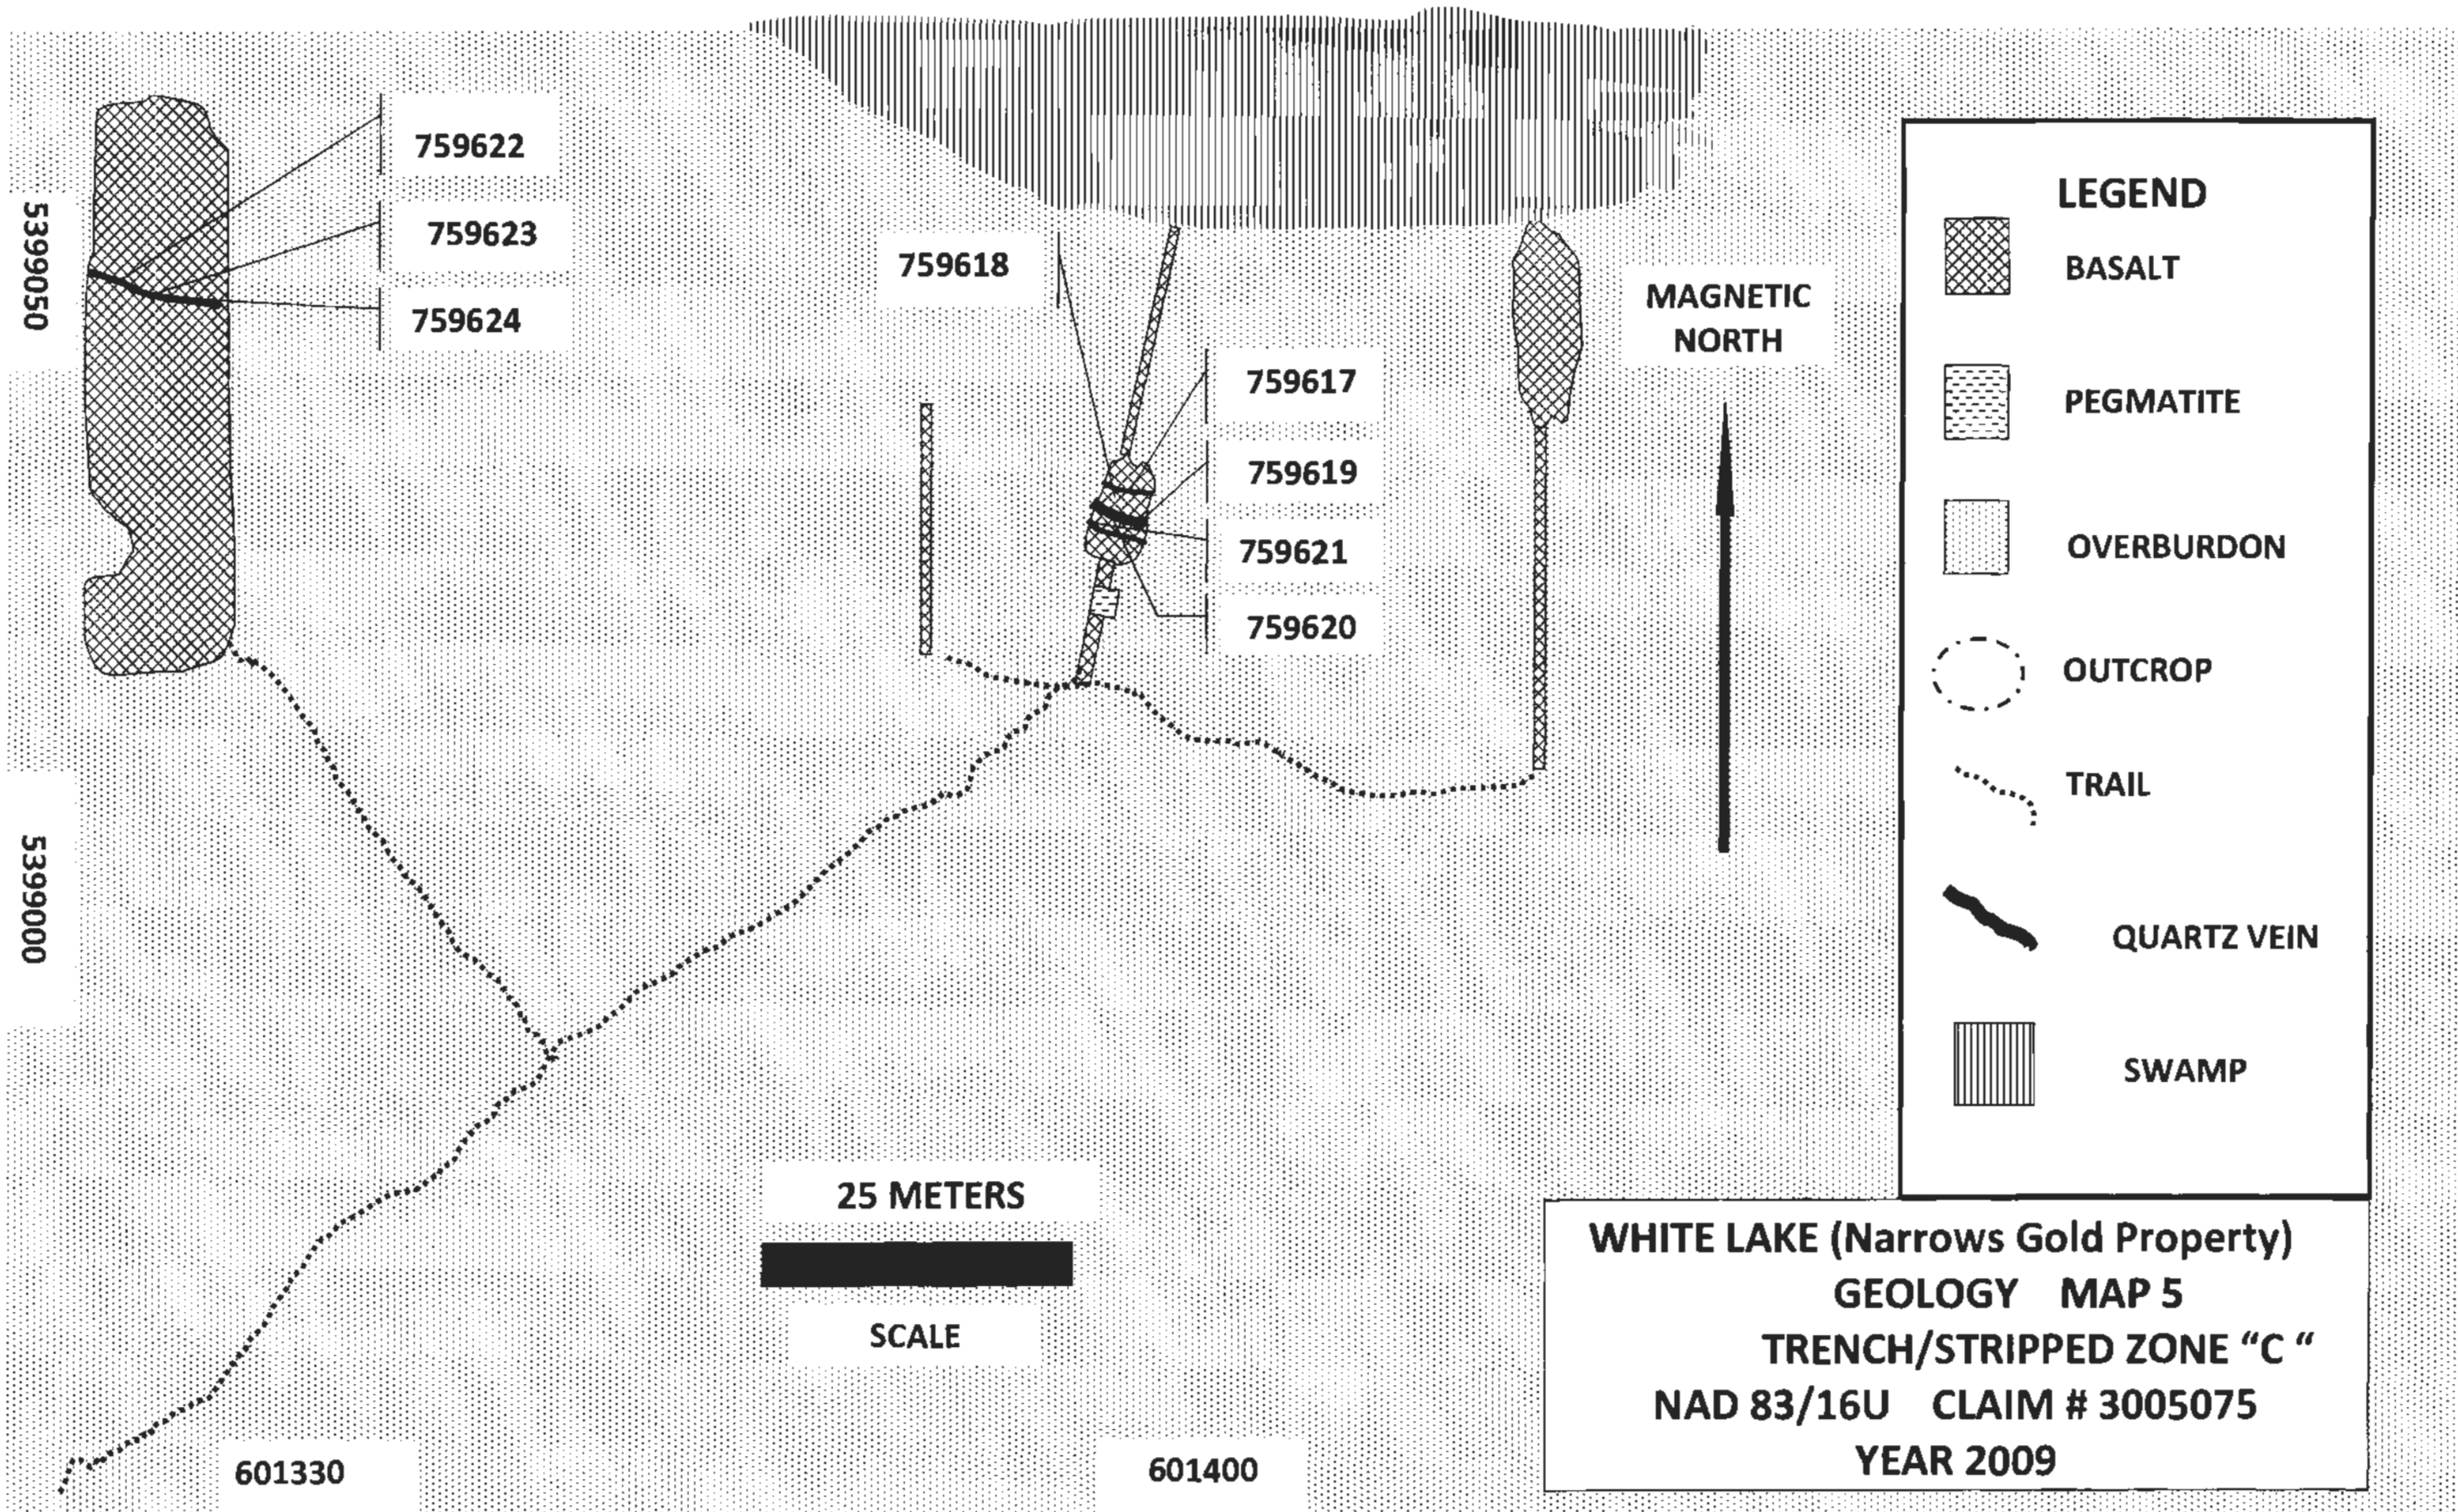 759622
759623
759624
5399050
5399000
759618
759617
759619
759621
759620
MAGNETIC
NORTH
LEGEND
BASALT
PEGMATITE
OVERBURDON
OUTCROP
TRAIL
QUARTZ VEIN
SWAMP
25 METERS
SCALE
601330
601400
WHITE LAKE (Narrows Gold Property)
GEOLOGY MAP 5
TRENCH/STRIPPED ZONE “C “
NAD 83/16U CLAIM # 3005075
YEAR 2009